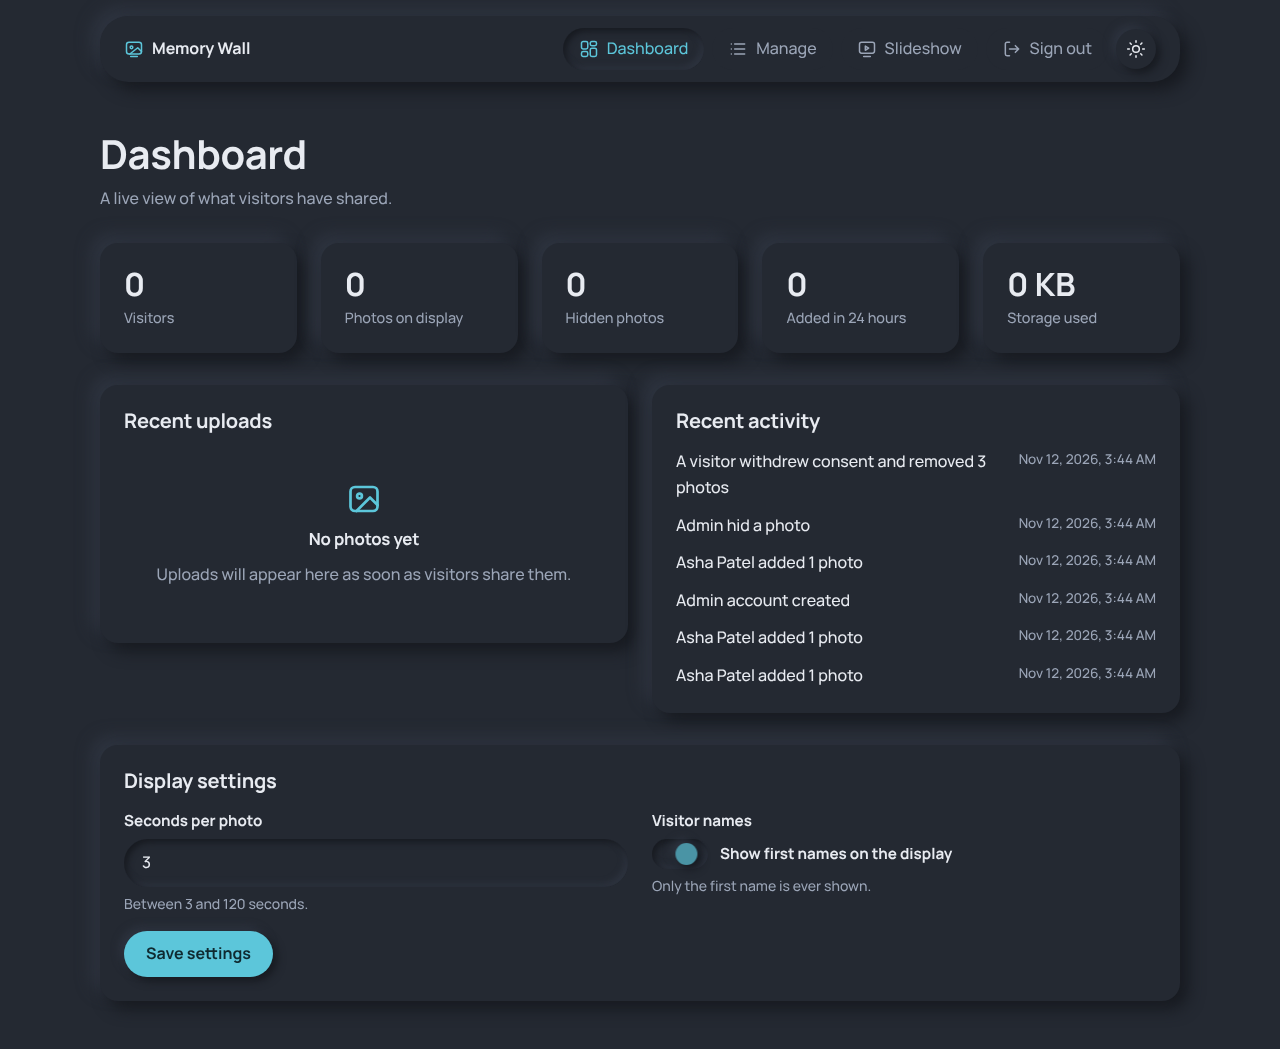 Memory Wall
Dashboard
Manage
Slideshow
Sign out
Dashboard
A live view of what visitors have shared.
0
Visitors
0
Photos on display
0
Hidden photos
0
Added in 24 hours
0 KB
Storage used
Recent uploads
No photos yet
Uploads will appear here as soon as visitors share them.
Recent activity
A visitor withdrew consent and removed 3 photos
Nov 12, 2026, 3:44 AM
Admin hid a photo
Nov 12, 2026, 3:44 AM
Asha Patel added 1 photo
Nov 12, 2026, 3:44 AM
Admin account created
Nov 12, 2026, 3:44 AM
Asha Patel added 1 photo
Nov 12, 2026, 3:44 AM
Asha Patel added 1 photo
Nov 12, 2026, 3:44 AM
Display settings
Seconds per photo
3
Between 3 and 120 seconds.
Visitor names
Show first names on the display
Only the first name is ever shown.
Save settings